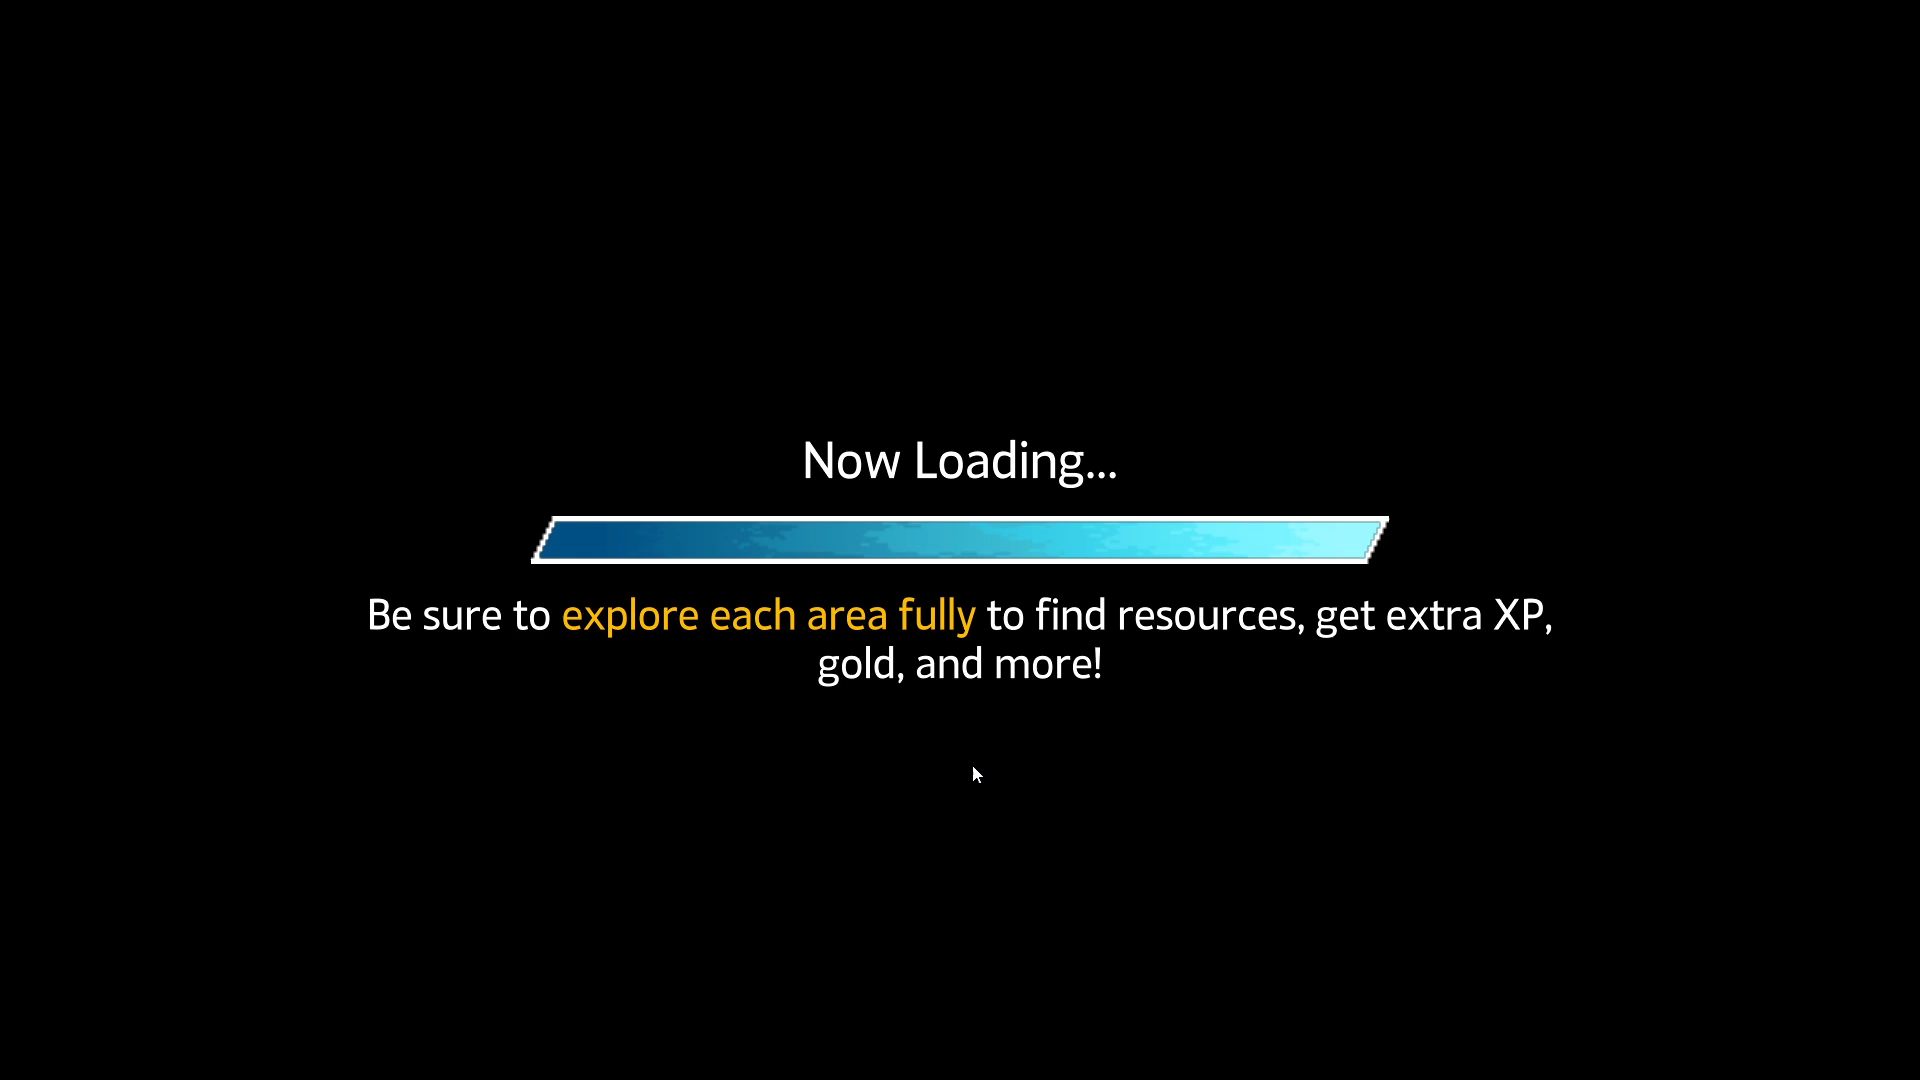 Now Loading...
Be sure to explore each area fully to find resources, get extra XP,
gold, and more!